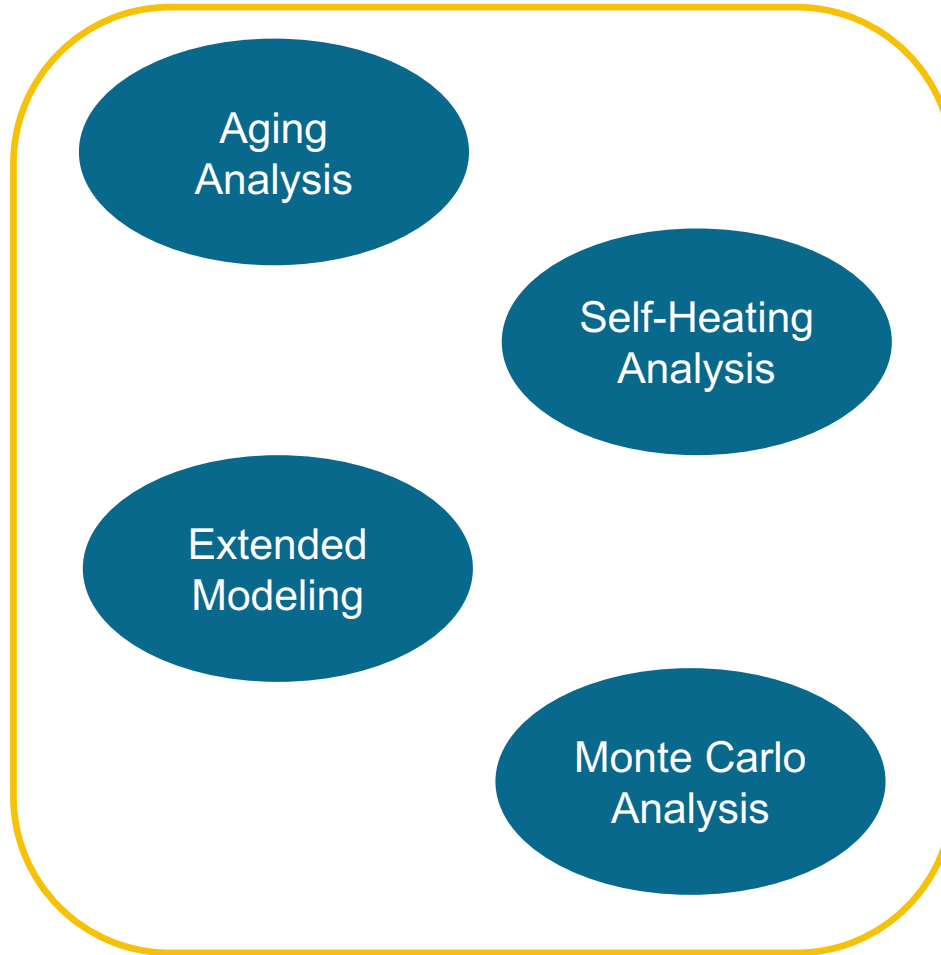 Aging
Analysis
Self-Heating
Analysis
Extended
Modeling
Monte Carlo
Analysis